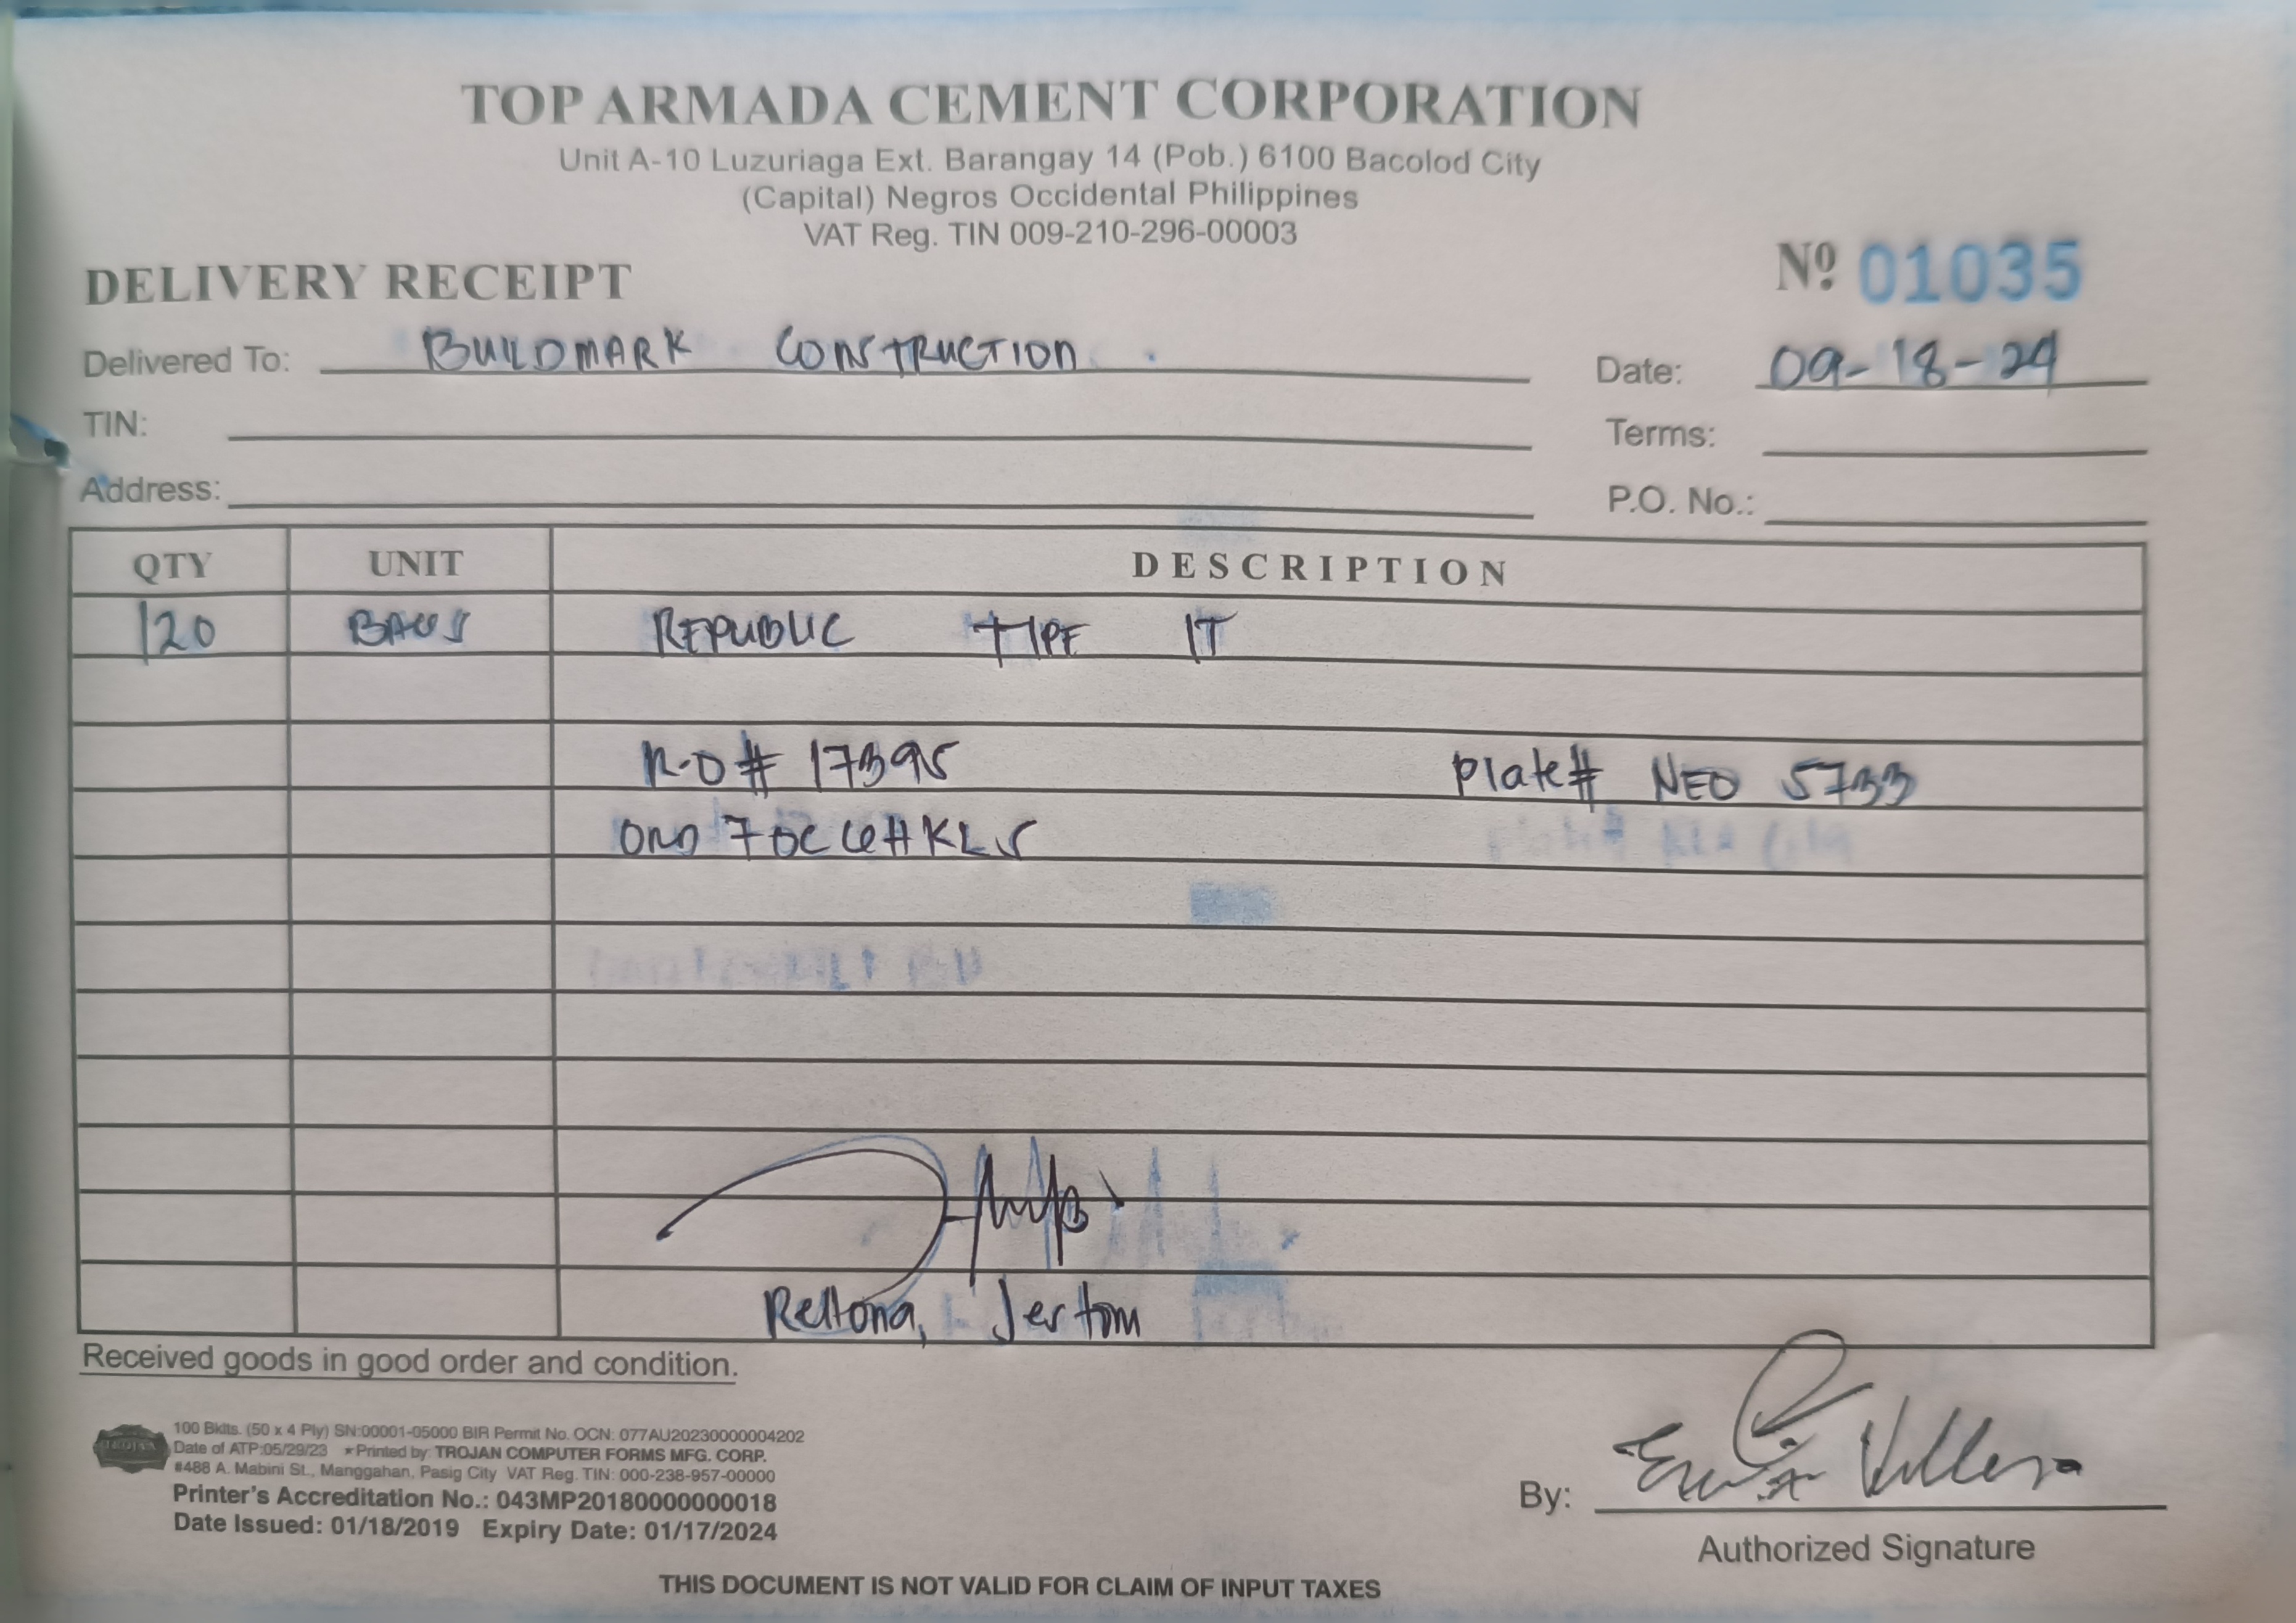 TOP ARMADA CEMENT CORPORATION
Unit A-10 Luzuriaga Ext. Barangay 14 (Pob.) 6100 Bacolod City
(Capital) Negros Occidental Philippines
VAT Reg. TIN 009-210-296-00003
DELIVERY RECEIPT
Nº 01035
Delivered To: BUILDMARK CONSTRUCTION
Date: 09-18-24
TIN:
Terms:
Address:
P.O. No.:
QTY UNIT DESCRIPTION
120 BAGS REPUBLIC TYPE 1T
R-O# 17395 Plate# NEO 5733
Rellona, Jertom
Received goods in good order and condition.
TROJAN
100 Bklts. (50 x 4 Ply) SN:00001-05000 BIR Permit No. OCN: 077AU20230000004202
Date of ATP:05/29/23 ★Printed by: TROJAN COMPUTER FORMS MFG. CORP.
#488 A. Mabini St., Manggahan, Pasig City VAT Reg. TIN: 000-238-957-00000
Printer's Accreditation No.: 043MP20180000000018
Date Issued: 01/18/2019 Expiry Date: 01/17/2024
By:
Authorized Signature
THIS DOCUMENT IS NOT VALID FOR CLAIM OF INPUT TAXES